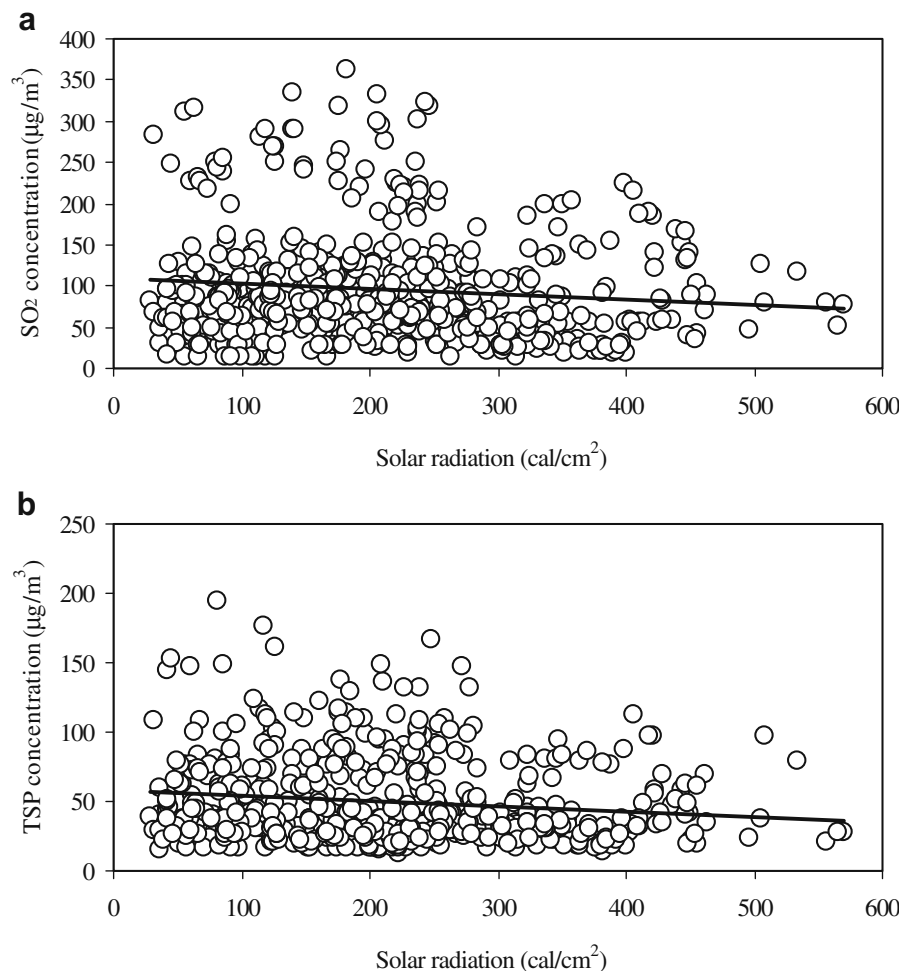 a
SO2 concentration (µg/m³)
400
350
300
250
200
150
100
50
0
0 100 200 300 400 500 600
Solar radiation (cal/cm²)
b
TSP concentration (µg/m³)
250
200
150
100
50
0
0 100 200 300 400 500 600
Solar radiation (cal/cm²)